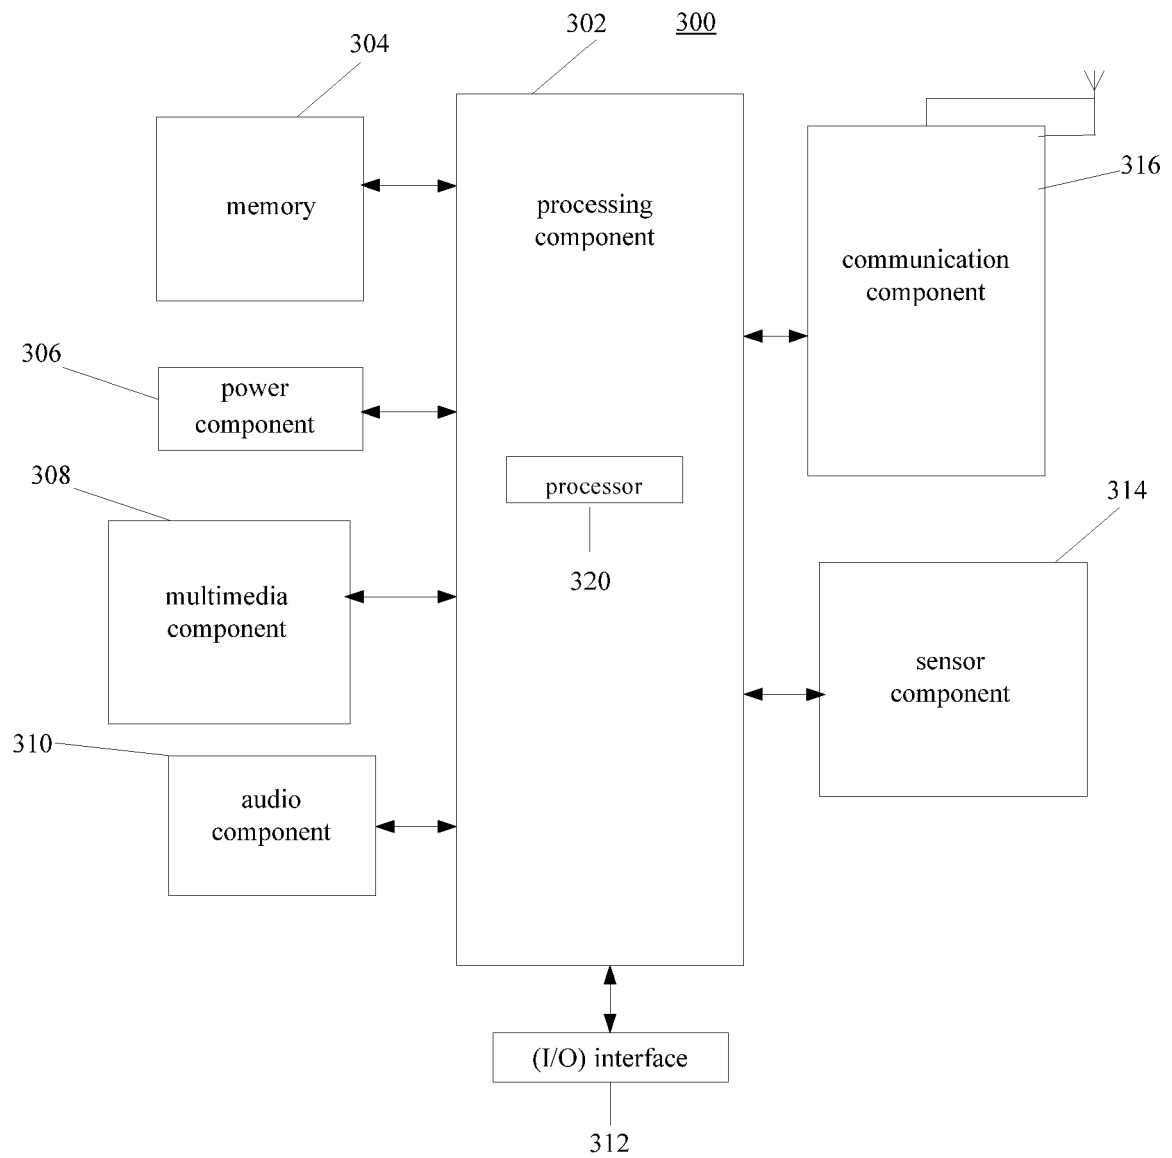 302
300
304
316
memory
processing
component
communication
component
306
power
component
308
processor
314
320
multimedia
component
sensor
component
310
audio
component
(I/O) interface
312